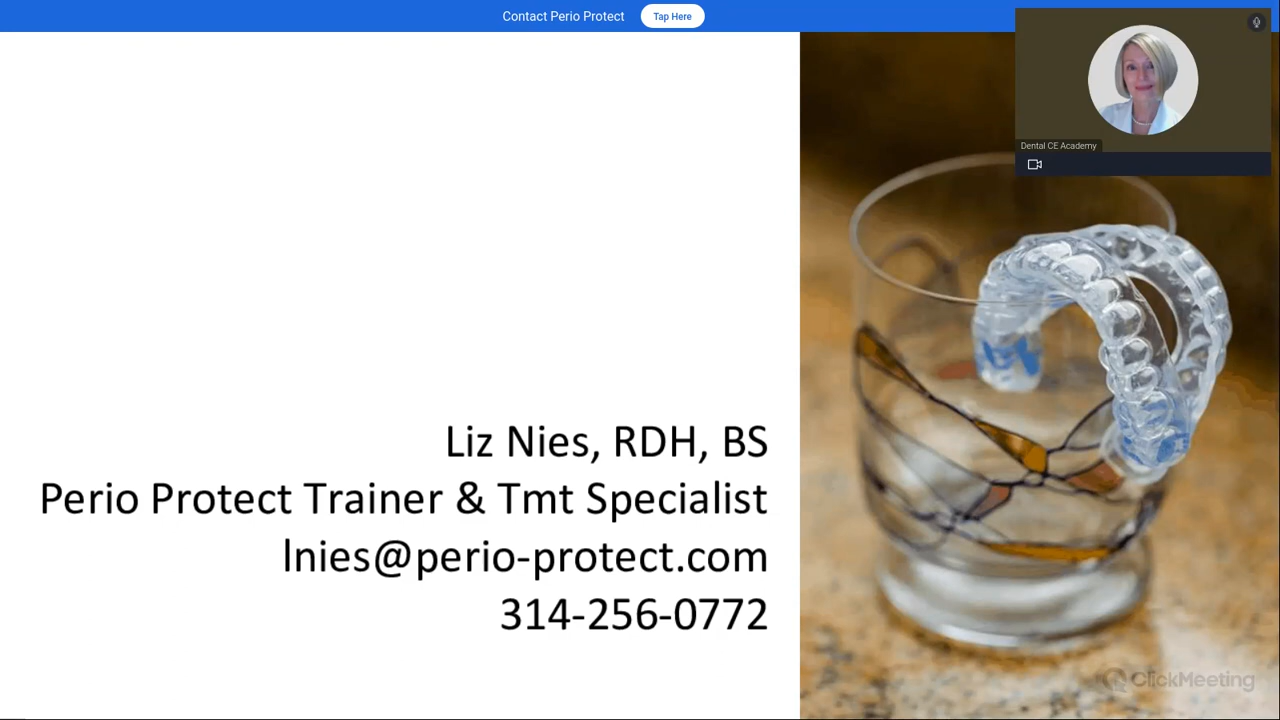 Contact Perio Protect
Tap Here
Dental CE Academy
Liz Nies, RDH, BS
Perio Protect Trainer & Tmt Specialist
lnies@perio-protect.com
314-256-0772
ClickMeeting